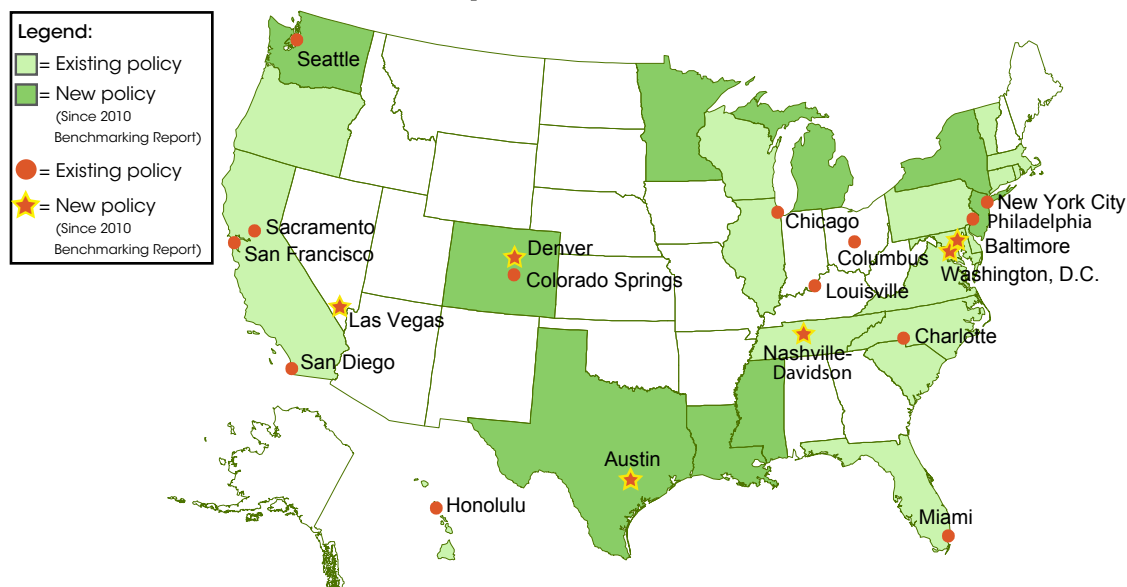 Legend:
= Existing policy
= New policy
(Since 2010
Benchmarking Report)
= Existing policy
= New policy
(Since 2010
Benchmarking Report)
Seattle
Sacramento
San Francisco
Las Vegas
San Diego
Denver
Colorado Springs
Chicago
Columbus
Louisville
New York City
Philadelphia
Baltimore
Washington, D.C.
Charlotte
Nashville-
Davidson
Austin
Honolulu
Miami